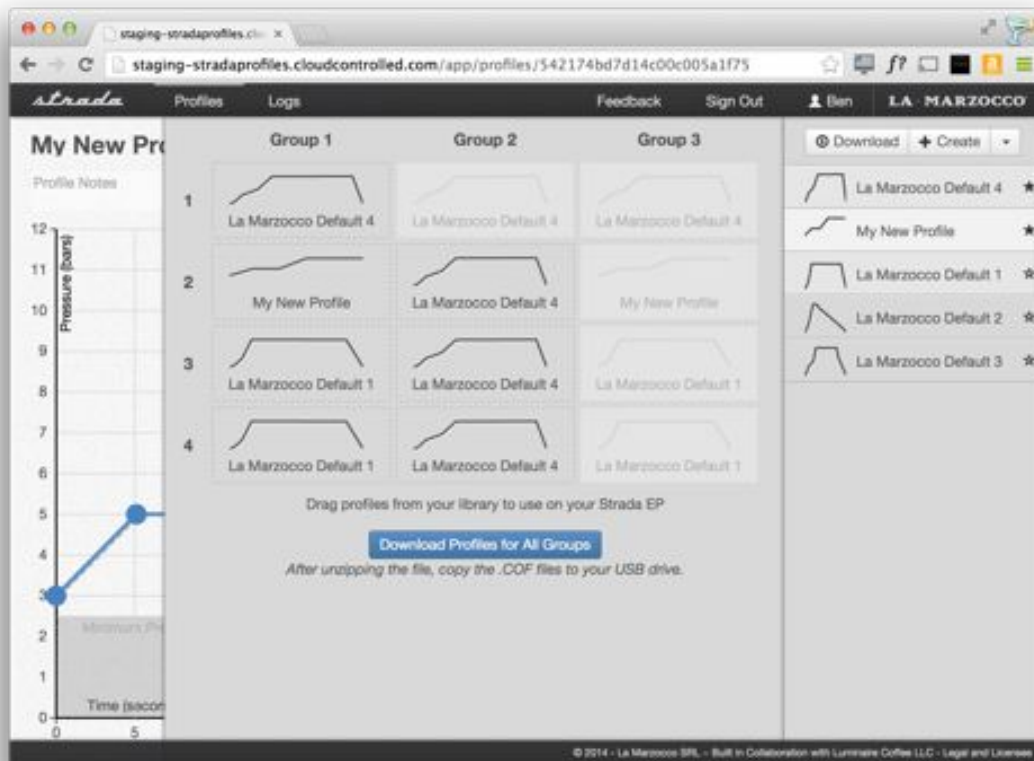 staging-stradaprofiles.clo
staging-stradaprofiles.cloudcontrolled.com/app/profiles/542174bd7d14c00c005a1f75
f?
strada Profiles Logs Feedback Sign Out Ben LA MARZOCCO
My New Pro
Profile Notes
Group 1 Group 2 Group 3
Download + Create
1
La Marzocco Default 4 La Marzocco Default 4 La Marzocco Default 4
2
My New Profile La Marzocco Default 4 My New Profile
3
La Marzocco Default 1 La Marzocco Default 4 La Marzocco Default 1
4
La Marzocco Default 1 La Marzocco Default 4 La Marzocco Default 1
Drag profiles from your library to use on your Strada EP
Download Profiles for All Groups
After unzipping the file, copy the .COF files to your USB drive.
La Marzocco Default 4
My New Profile
La Marzocco Default 1
La Marzocco Default 2
La Marzocco Default 3
Pressure (bars)
12
11
10
9
8
7
6
5
4
3
2
1
0
Minimum Pre
Time (secon
0 5
© 2014 - La Marzocco SRL - Built in Collaboration with Luminaire Coffee LLC - Legal and Licenses